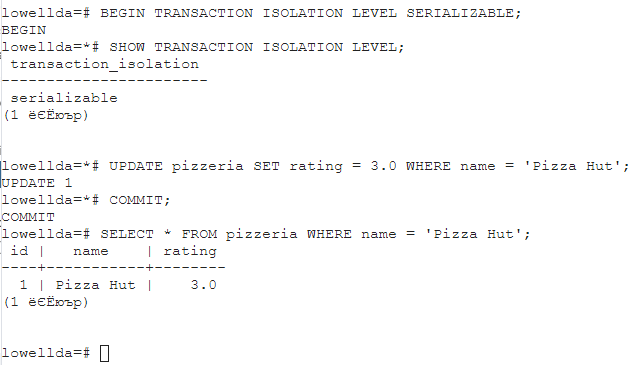 lowellda=# BEGIN TRANSACTION ISOLATION LEVEL SERIALIZABLE;
BEGIN
lowellda=*# SHOW TRANSACTION ISOLATION LEVEL;
 transaction_isolation
-----------------------
 serializable
(1 ёЄЁюър)
lowellda=*# UPDATE pizzeria SET rating = 3.0 WHERE name = 'Pizza Hut';
UPDATE 1
lowellda=*# COMMIT;
COMMIT
lowellda=# SELECT * FROM pizzeria WHERE name = 'Pizza Hut';
 id |   name    | rating
----+-----------+--------
  1 | Pizza Hut |    3.0
(1 ёЄЁюър)
lowellda=#